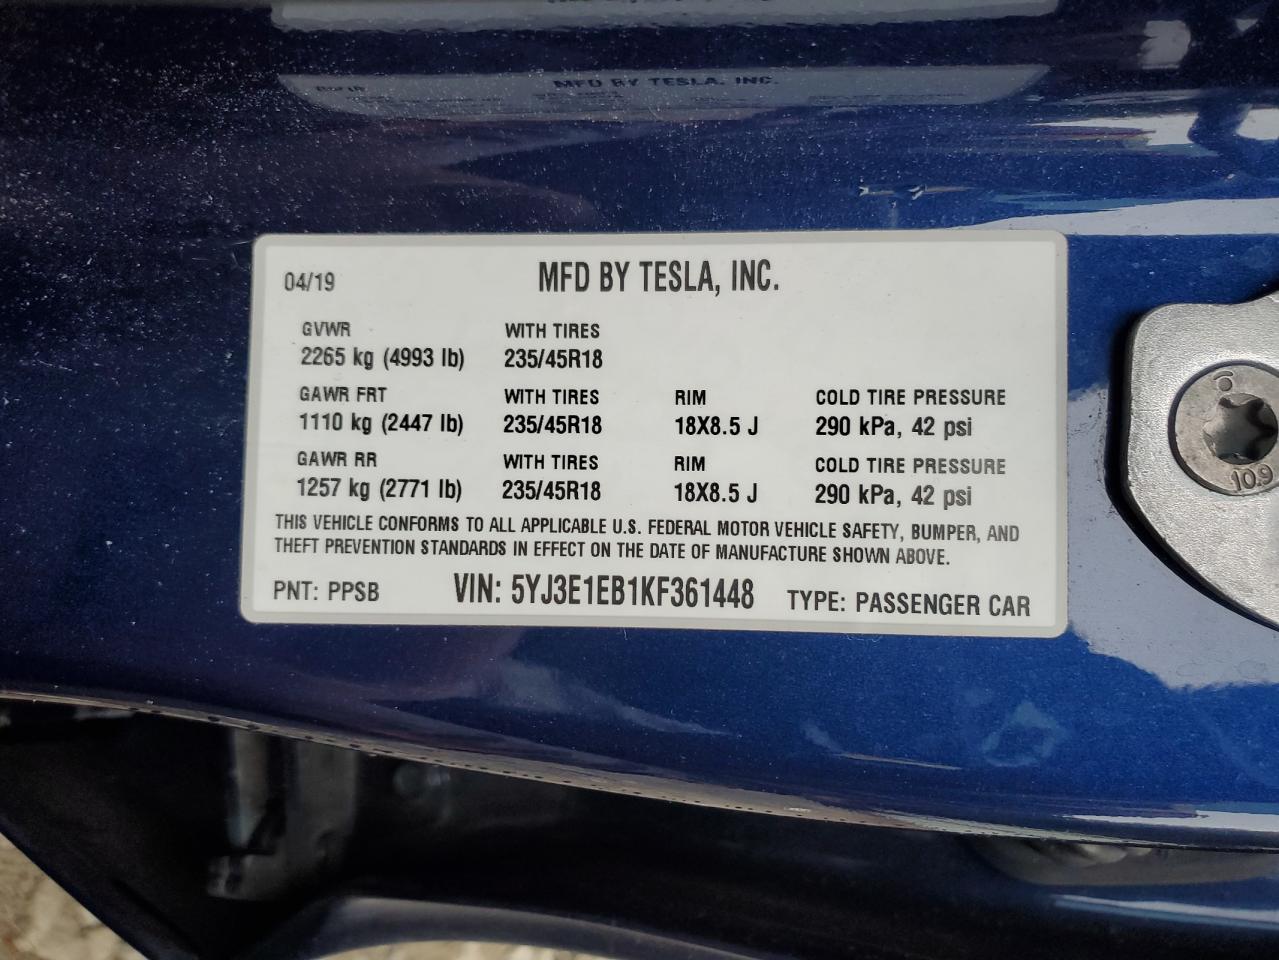 MFD BY TESLA, INC.
04/19 MFD BY TESLA, INC.
GVWR WITH TIRES
2265 kg (4993 lb) 235/45R18
GAWR FRT WITH TIRES RIM COLD TIRE PRESSURE
1110 kg (2447 lb) 235/45R18 18X8.5 J 290 kPa, 42 psi
GAWR RR WITH TIRES RIM COLD TIRE PRESSURE
1257 kg (2771 lb) 235/45R18 18X8.5 J 290 kPa, 42 psi
THIS VEHICLE CONFORMS TO ALL APPLICABLE U.S. FEDERAL MOTOR VEHICLE SAFETY, BUMPER, AND
THEFT PREVENTION STANDARDS IN EFFECT ON THE DATE OF MANUFACTURE SHOWN ABOVE.
PNT: PPSB VIN: 5YJ3E1EB1KF361448 TYPE: PASSENGER CAR
10.9